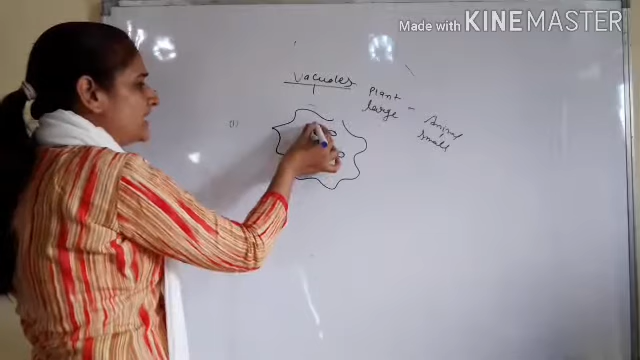 Made with KINEMASTER
Vacuoles
Plant – Animal
large small
(1)